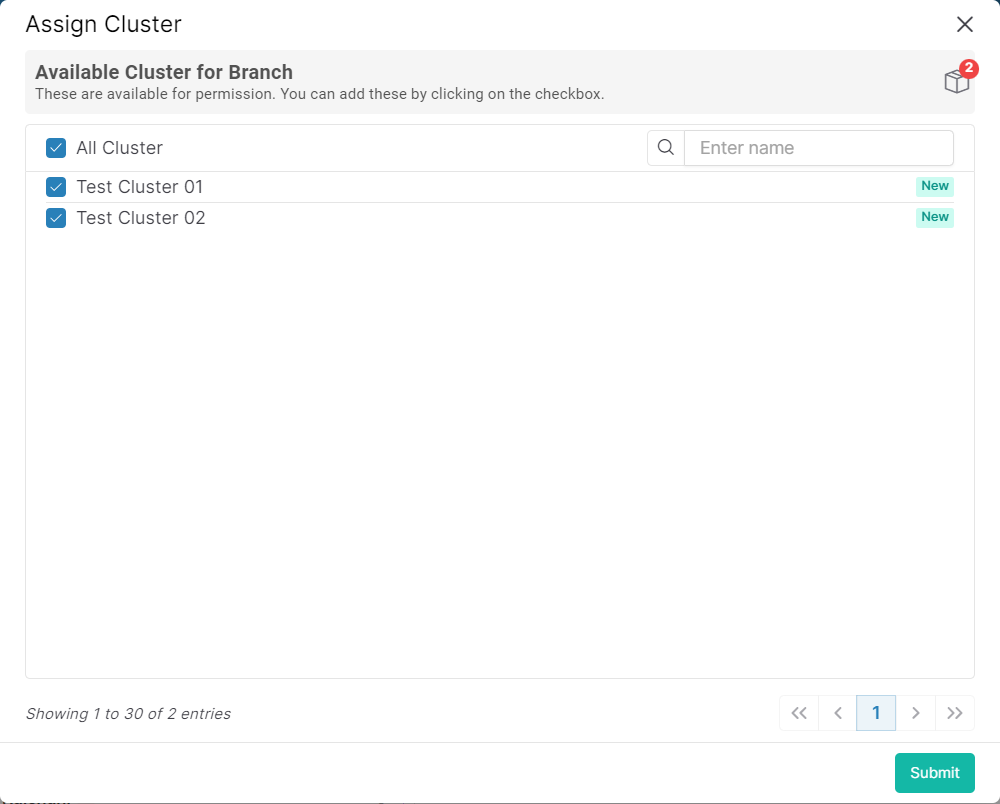 Assign Cluster
Available Cluster for Branch
2
These are available for permission. You can add these by clicking on the checkbox.
All Cluster
Enter name
Test Cluster 01
New
Test Cluster 02
New
Showing 1 to 30 of 2 entries
1
Submit